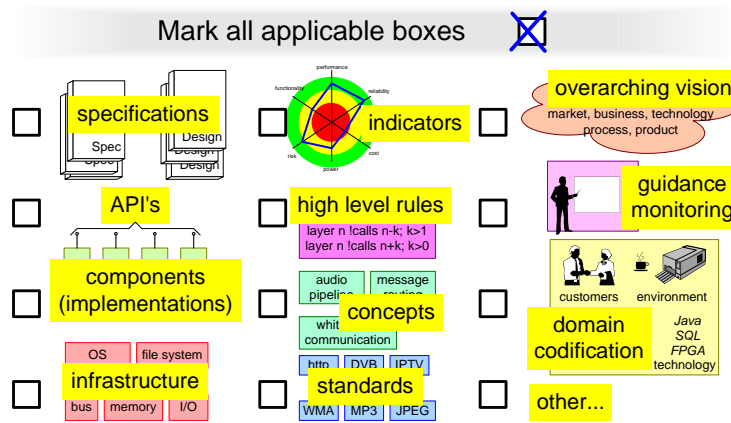 Mark all applicable boxes
specifications
Spec
Spec
Design
Design
Design
performance
functionality
reliability
indicators
risk
cost
power
overarching vision
market, business, technology
process, product
API's
high level rules
layer n !calls n-k; k>1
layer n !calls n+k; k>0
guidance
monitoring
components
(implementations)
audio
pipeline
message
routing
concepts
communication
customers
environment
domain
codification
Java
SQL
FPGA
technology
OS
file system
infrastructure
bus
memory
I/O
http
DVB
IPTV
standards
WMA
MP3
JPEG
other...